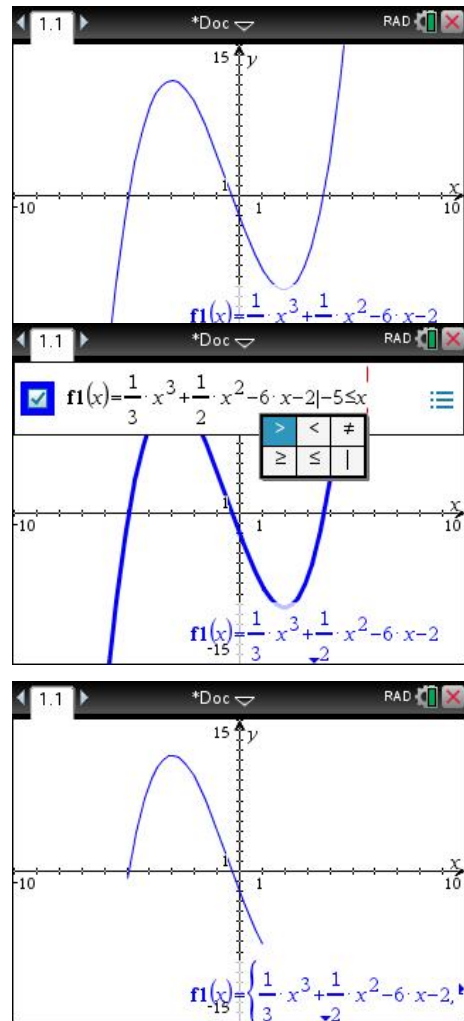 1.1 *Doc RAD
15 y
-10 1 1 x 10
f1(x)=1/3·x^3+1/2·x^2-6·x-2
1.1 *Doc RAD
f1(x)=1/3·x^3+1/2·x^2-6·x-2|-5≤x
> < ≠
≥ ≤ |
-10 1 1 x 10
f1(x)=1/3·x^3+1/2·x^2-6·x-2
-15
1.1 *Doc RAD
15 y
-10 1 1 x 10
f1(x)={1/3·x^3+1/2·x^2-6·x-2,
-15